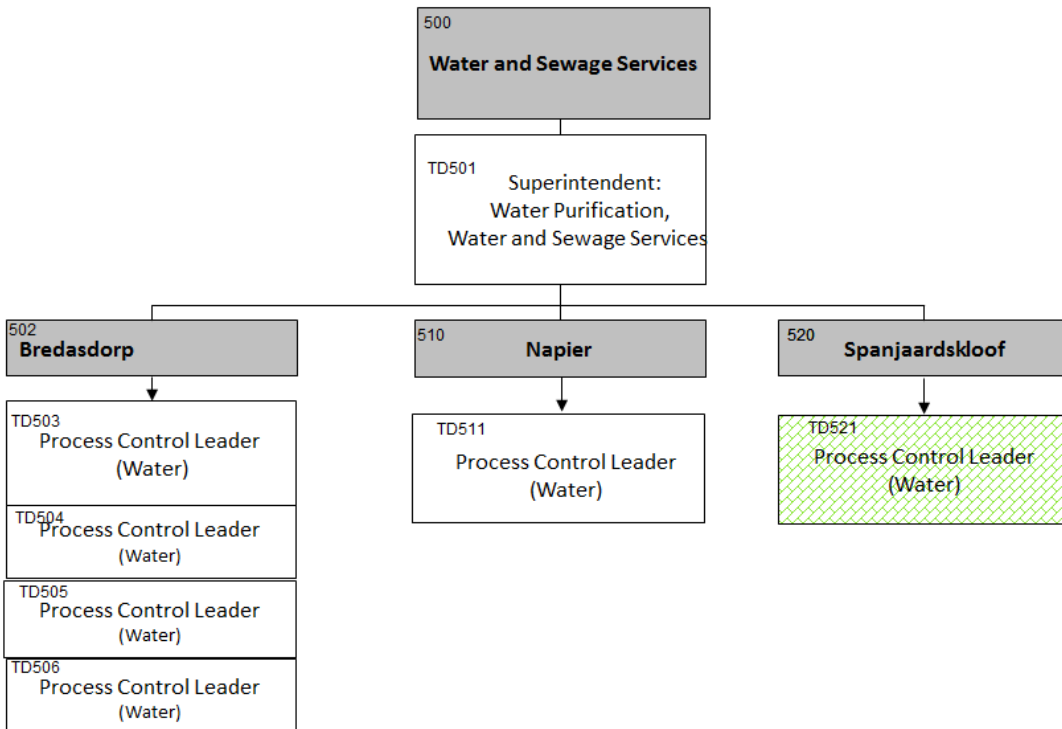 500
Water and Sewage Services
TD501
Superintendent:
Water Purification,
Water and Sewage Services
502
Bredasdorp
TD503
Process Control Leader
(Water)
TD504
Process Control Leader
(Water)
TD505
Process Control Leader
(Water)
TD506
Process Control Leader
(Water)
510
Napier
TD511
Process Control Leader
(Water)
520
Spanjaardskloof
TD521
Process Control Leader
(Water)